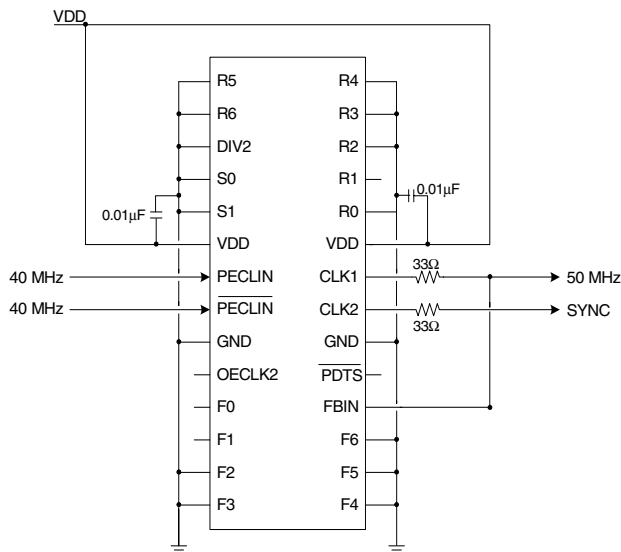 VDD
R5 R4
R6 R3
DIV2 R2
S0 R1
0.01µF
S1 R0
0.01µF
VDD VDD
40 MHz PECLIN CLK1 33Ω 50 MHz
40 MHz PECLIN CLK2 33Ω SYNC
GND GND
OECLK2 PDTS
F0 FBIN
F1 F6
F2 F5
F3 F4